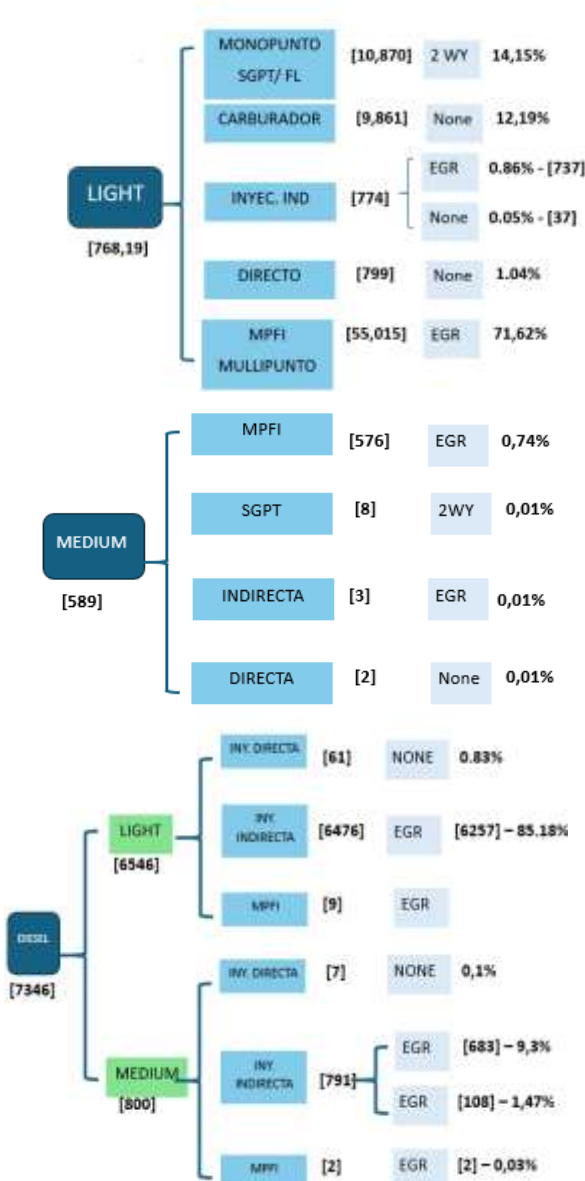 MONOPUNTO
SGPT/ FL
[10,870]
2 WY
14,15%
CARBURADOR
[9,861]
None
12,19%
LIGHT
[768,19]
INYEC. IND
[774]
EGR
0.86% - [737]
None
0.05% - [37]
DIRECTO
[799]
None
1.04%
MPFI
MULLIPUNTO
[55,015]
EGR
71,62%
MEDIUM
[589]
MPFI
[576]
EGR
0,74%
SGPT
[8]
2WY
0,01%
INDIRECTA
[3]
EGR
0,01%
DIRECTA
[2]
None
0,01%
DIESEL
[7346]
LIGHT
[6546]
INY. DIRECTA
[61]
NONE
0.83%
INY.
INDIRECTA
[6476]
EGR
[6257] – 85.18%
MPFI
[9]
EGR
MEDIUM
[800]
INY. DIRECTA
[7]
NONE
0,1%
INY.
INDIRECTA
[791]
EGR
[683] – 9,3%
EGR
[108] – 1,47%
MPFI
[2]
EGR
[2] – 0,03%